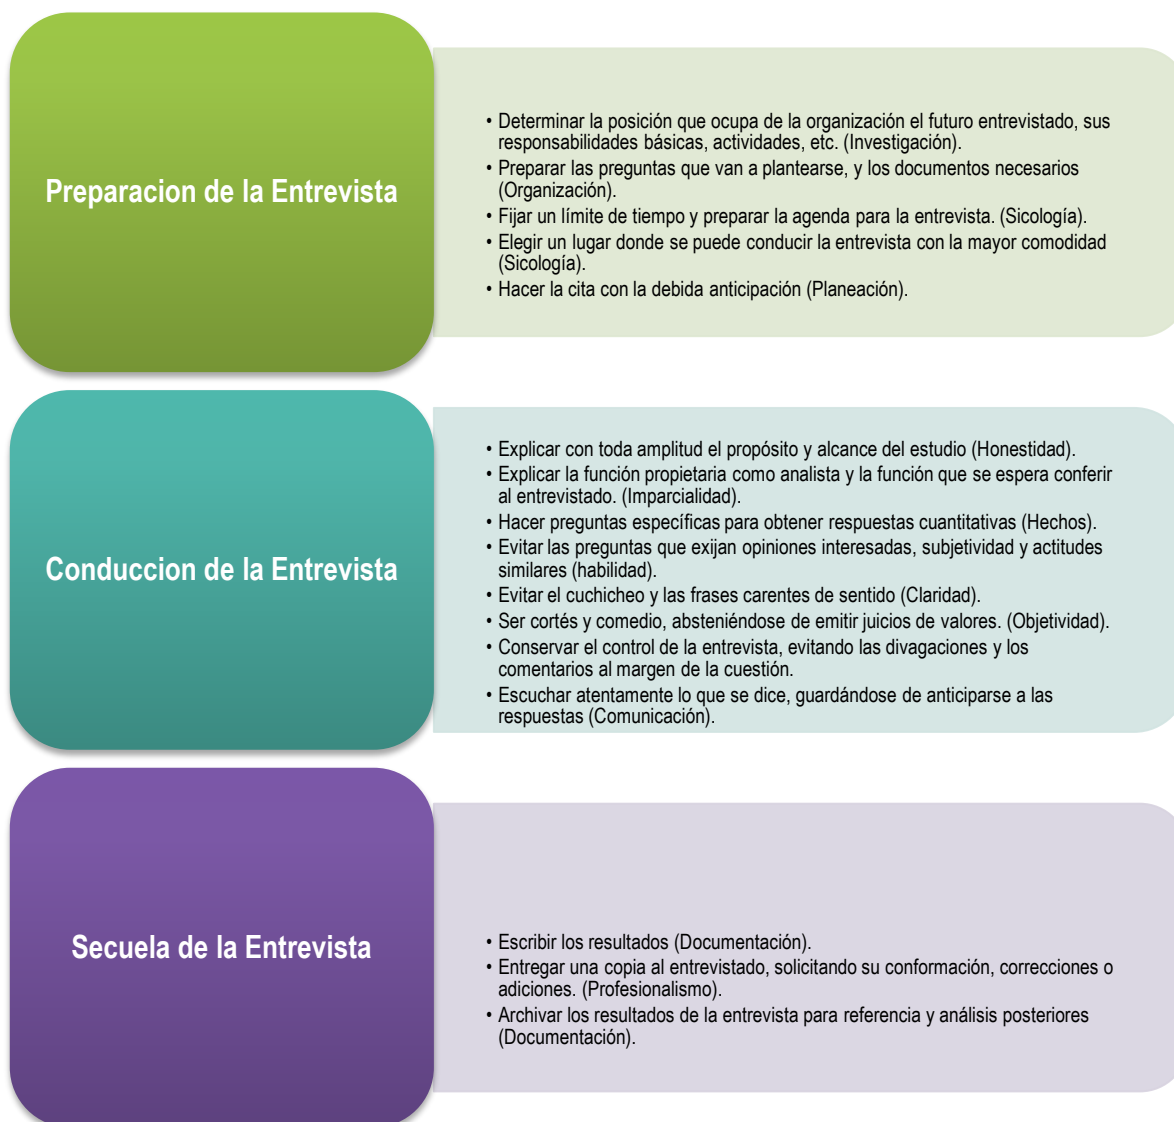 Preparacion de la Entrevista
• Determinar la posición que ocupa de la organización el futuro entrevistado, sus
responsabilidades básicas, actividades, etc. (Investigación).
• Preparar las preguntas que van a plantearse, y los documentos necesarios
(Organización).
• Fijar un límite de tiempo y preparar la agenda para la entrevista. (Sicología).
• Elegir un lugar donde se puede conducir la entrevista con la mayor comodidad
(Sicología).
• Hacer la cita con la debida anticipación (Planeación).
Conduccion de la Entrevista
• Explicar con toda amplitud el propósito y alcance del estudio (Honestidad).
• Explicar la función propietaria como analista y la función que se espera conferir
al entrevistado. (Imparcialidad).
• Hacer preguntas específicas para obtener respuestas cuantitativas (Hechos).
• Evitar las preguntas que exijan opiniones interesadas, subjetividad y actitudes
similares (habilidad).
• Evitar el cuchicheo y las frases carentes de sentido (Claridad).
• Ser cortés y comedio, absteniéndose de emitir juicios de valores. (Objetividad).
• Conservar el control de la entrevista, evitando las divagaciones y los
comentarios al margen de la cuestión.
• Escuchar atentamente lo que se dice, guardándose de anticiparse a las
respuestas (Comunicación).
Secuela de la Entrevista
• Escribir los resultados (Documentación).
• Entregar una copia al entrevistado, solicitando su conformación, correcciones o
adiciones. (Profesionalismo).
• Archivar los resultados de la entrevista para referencia y análisis posteriores
(Documentación).